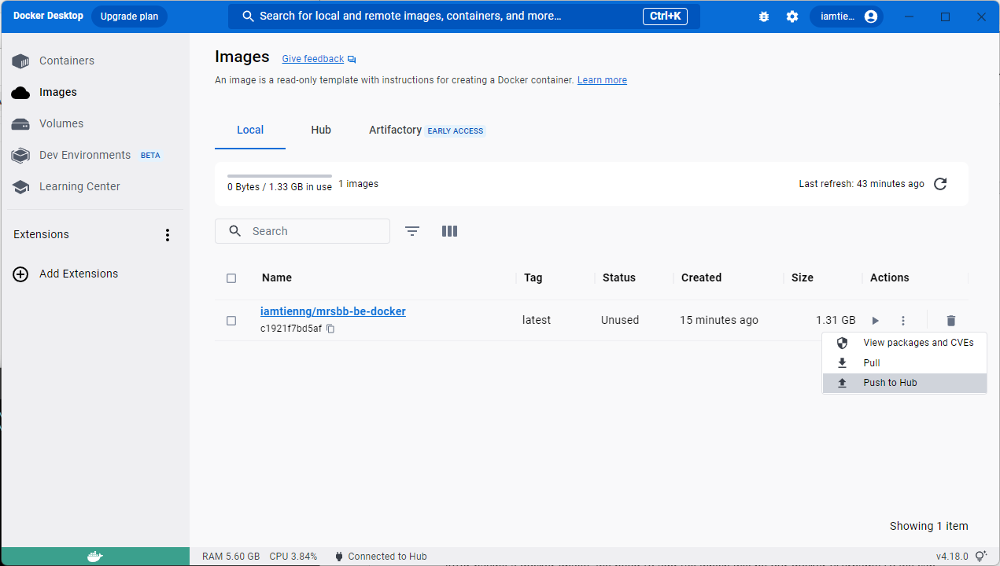 Docker Desktop Upgrade plan Search for local and remote images, containers, and more... Ctrl+K iamtie...
Containers
Images
Volumes
Dev Environments BETA
Learning Center
Extensions
Add Extensions
Images Give feedback
An image is a read-only template with instructions for creating a Docker container. Learn more
Local Hub Artifactory EARLY ACCESS
0 Bytes / 1.33 GB in use 1 images Last refresh: 43 minutes ago
Search
Name Tag Status Created Size Actions
iamtienng/mrsbb-be-docker latest Unused 15 minutes ago 1.31 GB
c1921f7bd5af
View packages and CVEs
Pull
Push to Hub
Showing 1 item
RAM 5.60 GB CPU 3.84% Connected to Hub v4.18.0